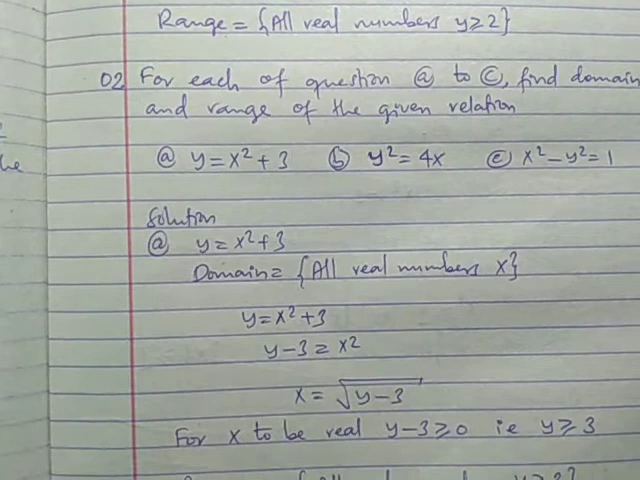 Range = {All real numbers y≥2}
02 For each of question ⓐ to ⓒ, find domain
and range of the given relation
ⓐ y = x² + 3 ⓑ y² = 4x ⓒ x² - y² = 1
Solution
ⓐ y = x² + 3
Domain = {All real numbers x}
y = x² + 3
y - 3 = x²
x = √y - 3
For x to be real y - 3 ≥ 0 ie y ≥ 3